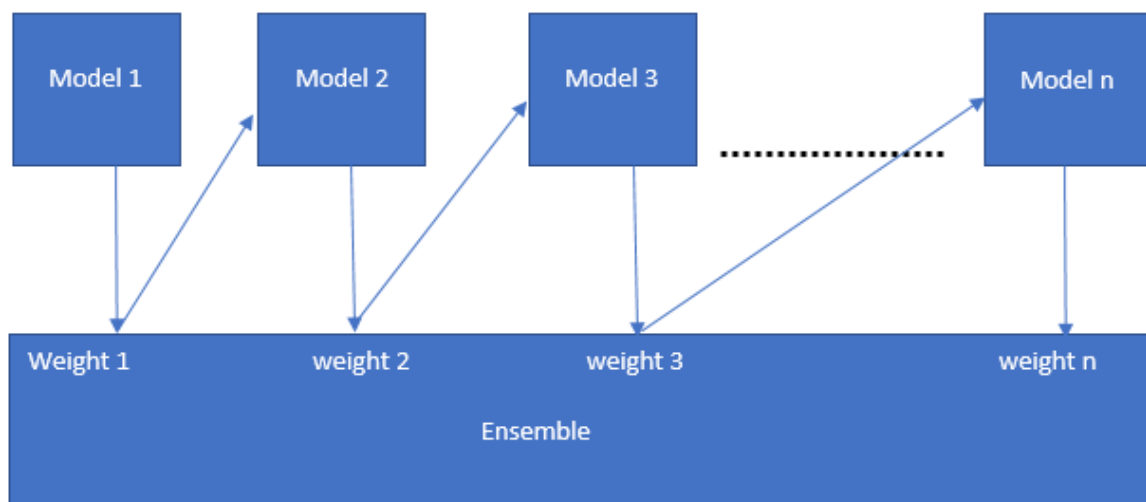 Model 1
Model 2
Model 3
Model n
Weight 1
weight 2
weight 3
weight n
Ensemble